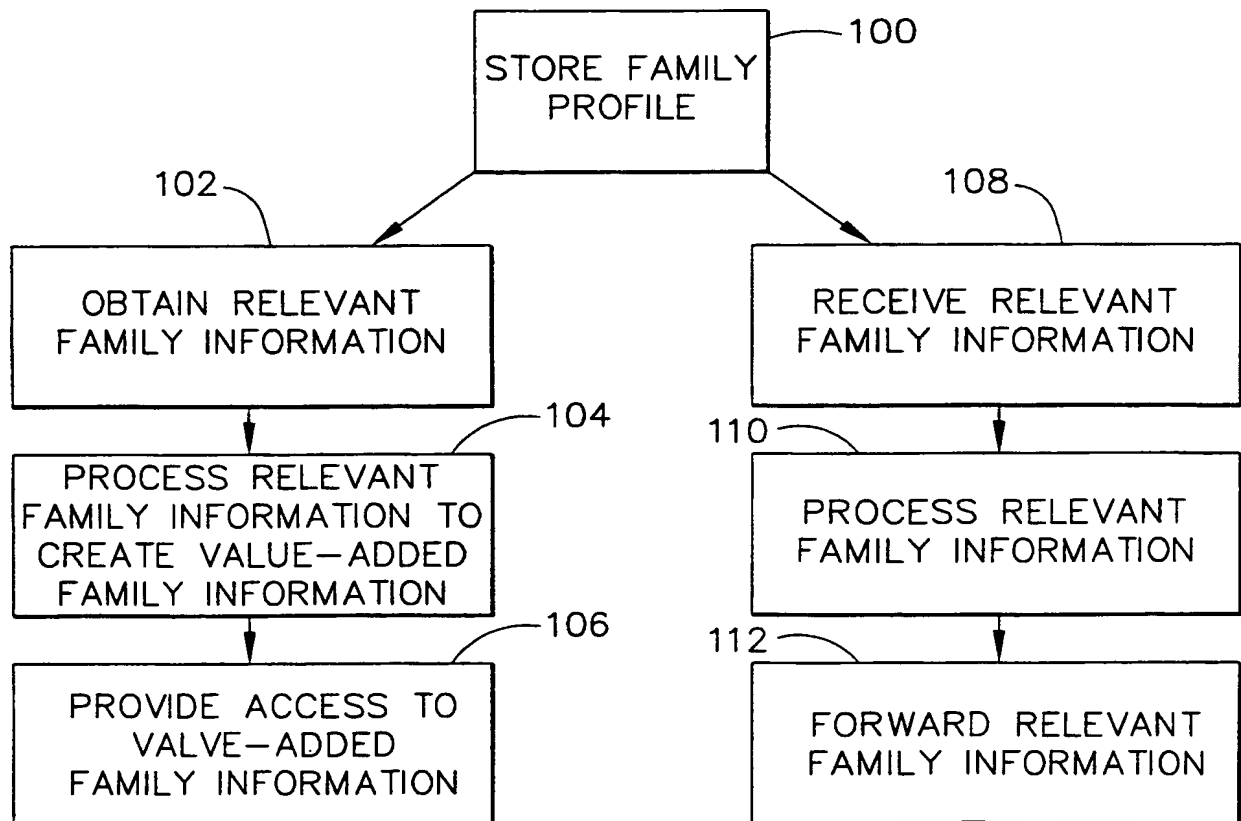 100
STORE FAMILY
PROFILE
102
OBTAIN RELEVANT
FAMILY INFORMATION
104
PROCESS RELEVANT
FAMILY INFORMATION TO
CREATE VALUE-ADDED
FAMILY INFORMATION
106
PROVIDE ACCESS TO
VALVE-ADDED
FAMILY INFORMATION
108
RECEIVE RELEVANT
FAMILY INFORMATION
110
PROCESS RELEVANT
FAMILY INFORMATION
112
FORWARD RELEVANT
FAMILY INFORMATION